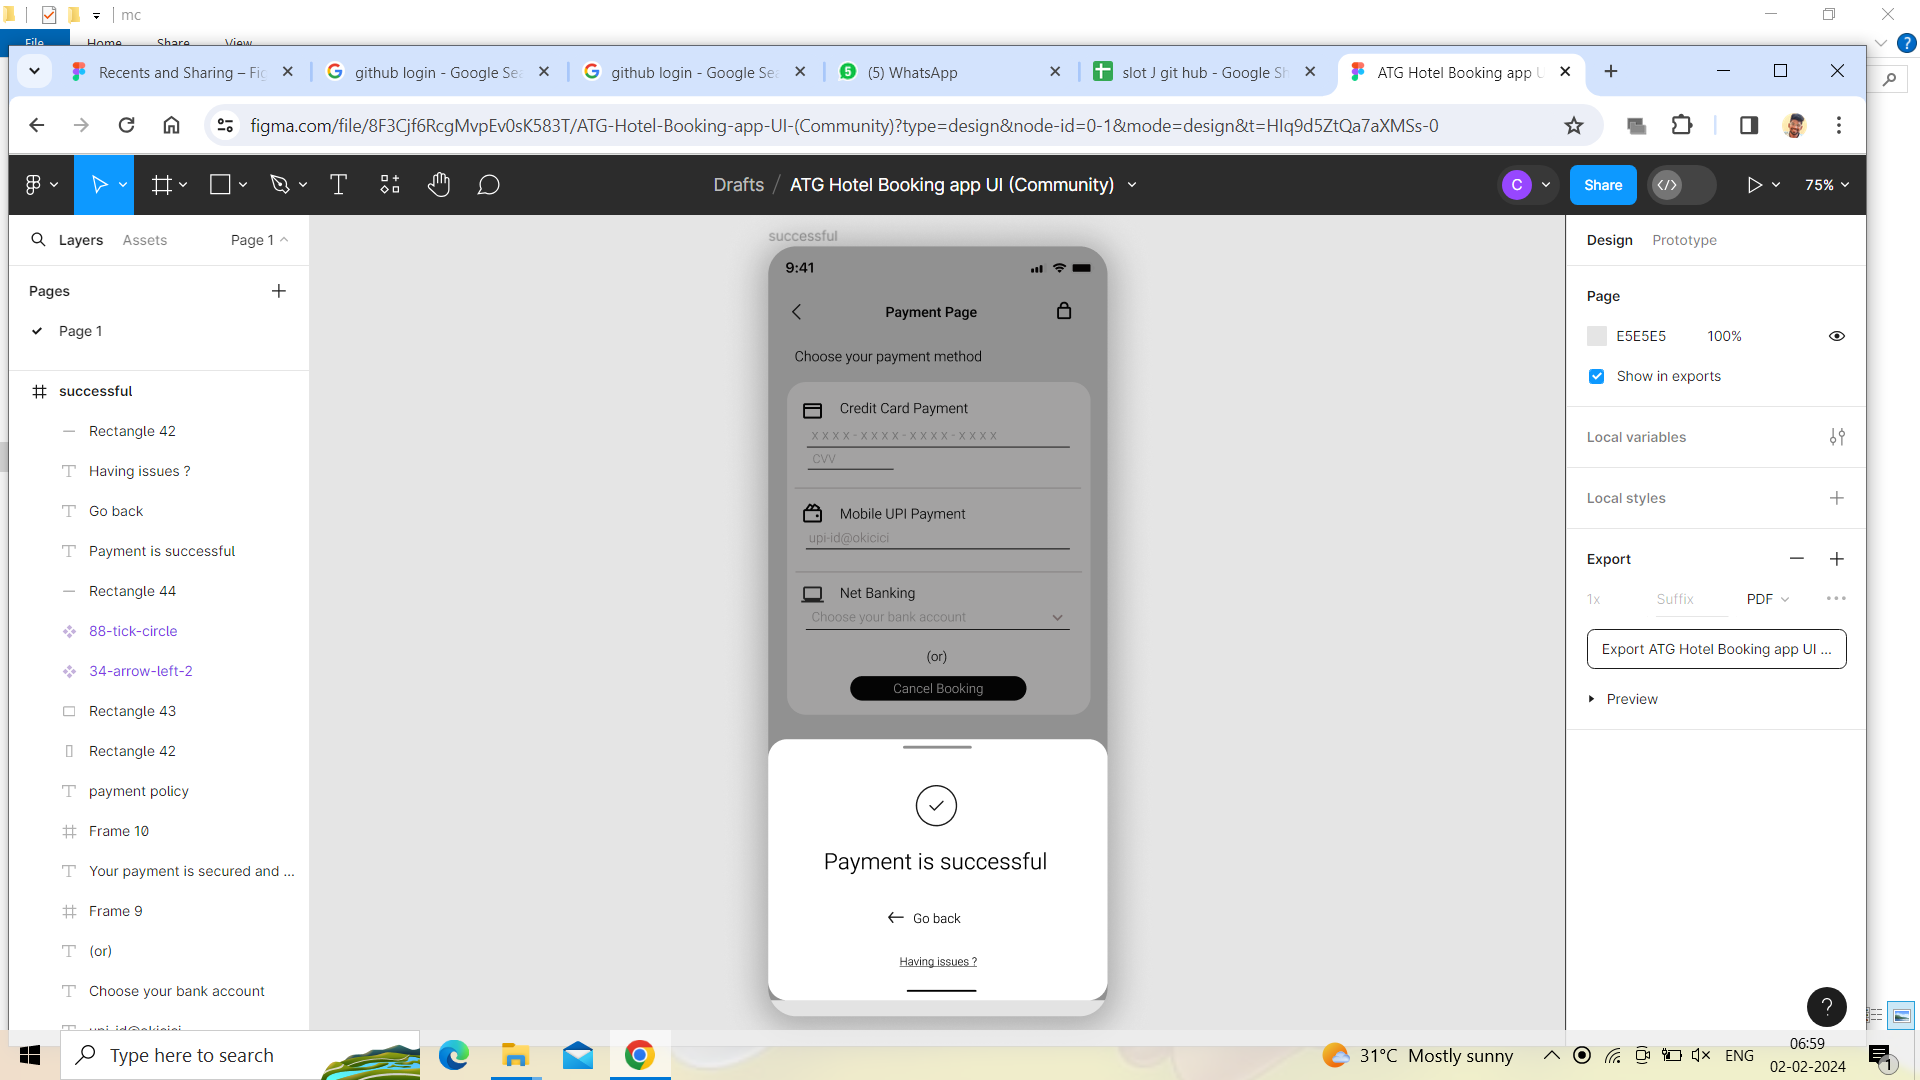 mc
File Home Share View
Recents and Sharing – Fig
github login - Google Sea
github login - Google Sea
(5) WhatsApp
slot J git hub - Google Sh
ATG Hotel Booking app U
figma.com/file/8F3Cjf6RcgMvpEv0sK583T/ATG-Hotel-Booking-app-UI-(Community)?type=design&node-id=0-1&mode=design&t=HIq9d5ZtQa7aXMSs-0
Drafts / ATG Hotel Booking app UI (Community)
C
Share
75%
Layers Assets Page 1
Pages
Page 1
successful
Rectangle 42
Having issues ?
Go back
Payment is successful
Rectangle 44
88-tick-circle
34-arrow-left-2
Rectangle 43
Rectangle 42
payment policy
Frame 10
Your payment is secured and ...
Frame 9
(or)
Choose your bank account
upi-id@okicici
successful
9:41
Payment Page
Choose your payment method
Credit Card Payment
X X X X - X X X X - X X X X - X X X X
CVV
Mobile UPI Payment
upi-id@okicici
Net Banking
Choose your bank account
(or)
Cancel Booking
Payment is successful
Go back
Having issues ?
Design Prototype
Page
E5E5E5 100%
Show in exports
Local variables
Local styles
Export
1x Suffix PDF
Export ATG Hotel Booking app UI ...
Preview
?
Type here to search
31°C Mostly sunny
ENG
06:59
02-02-2024
1